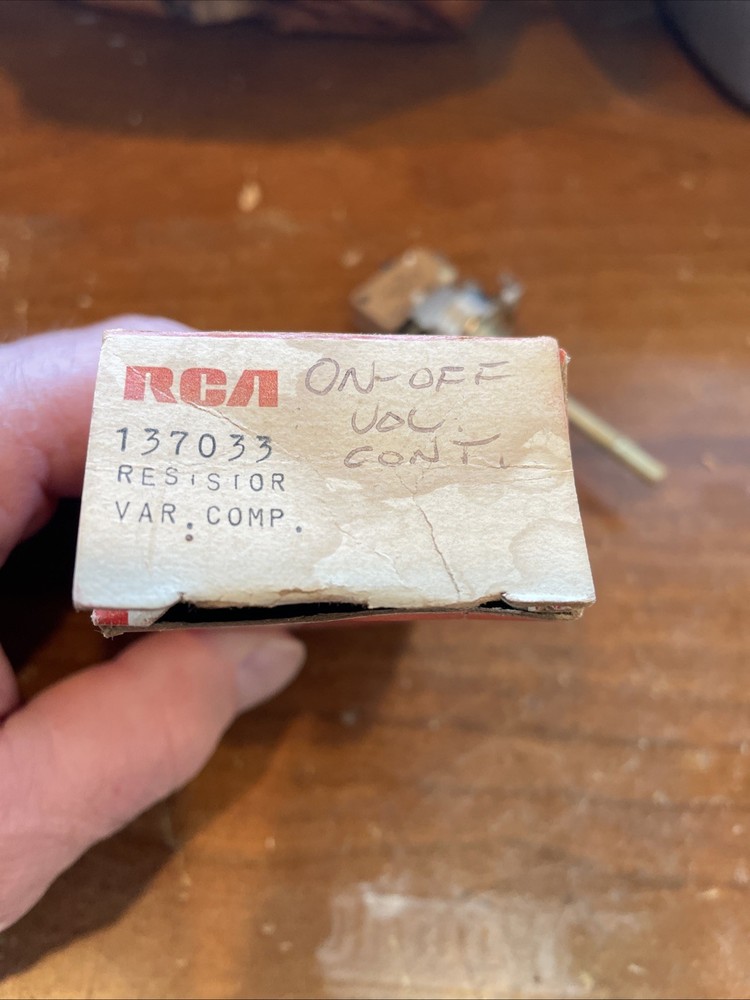 RCA
137033
RESISTOR
VAR. COMP.
ON-OFF
VOL.
CONT.